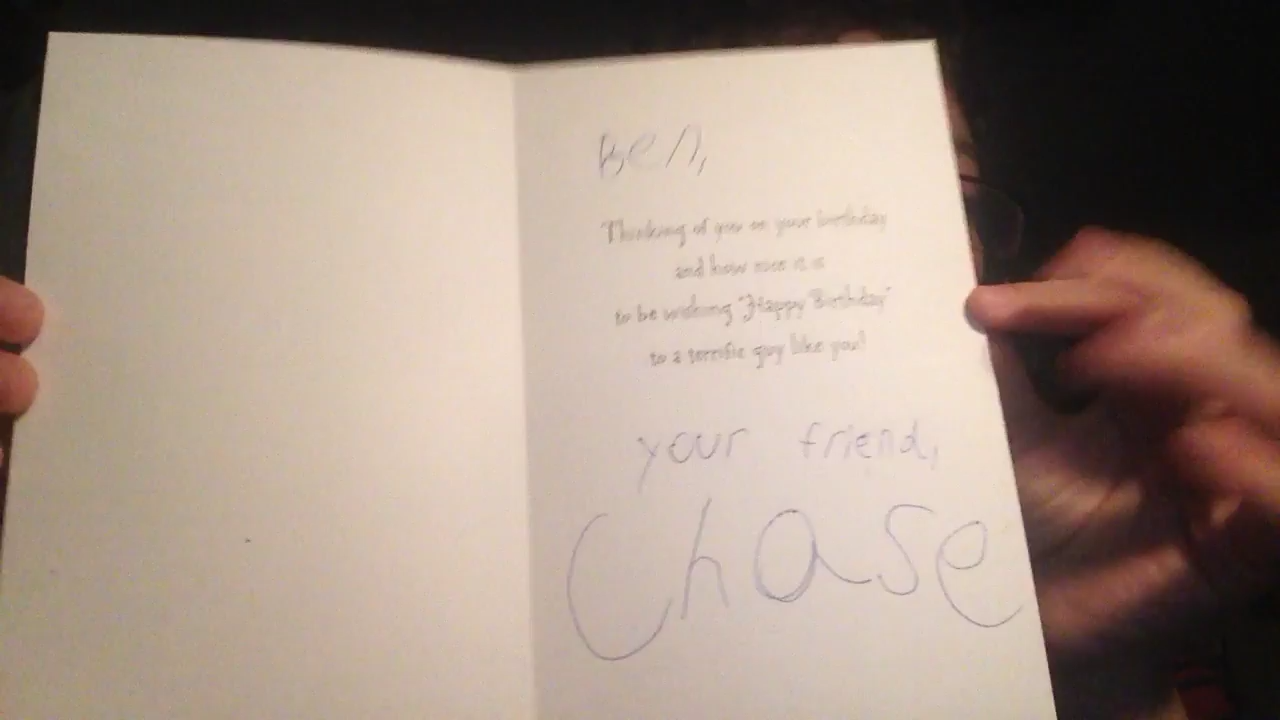 Ben,
Thinking of you on your birthday
and how nice it is
to be wishing "Happy Birthday"
to a terrific guy like you!
your friend,
Chase